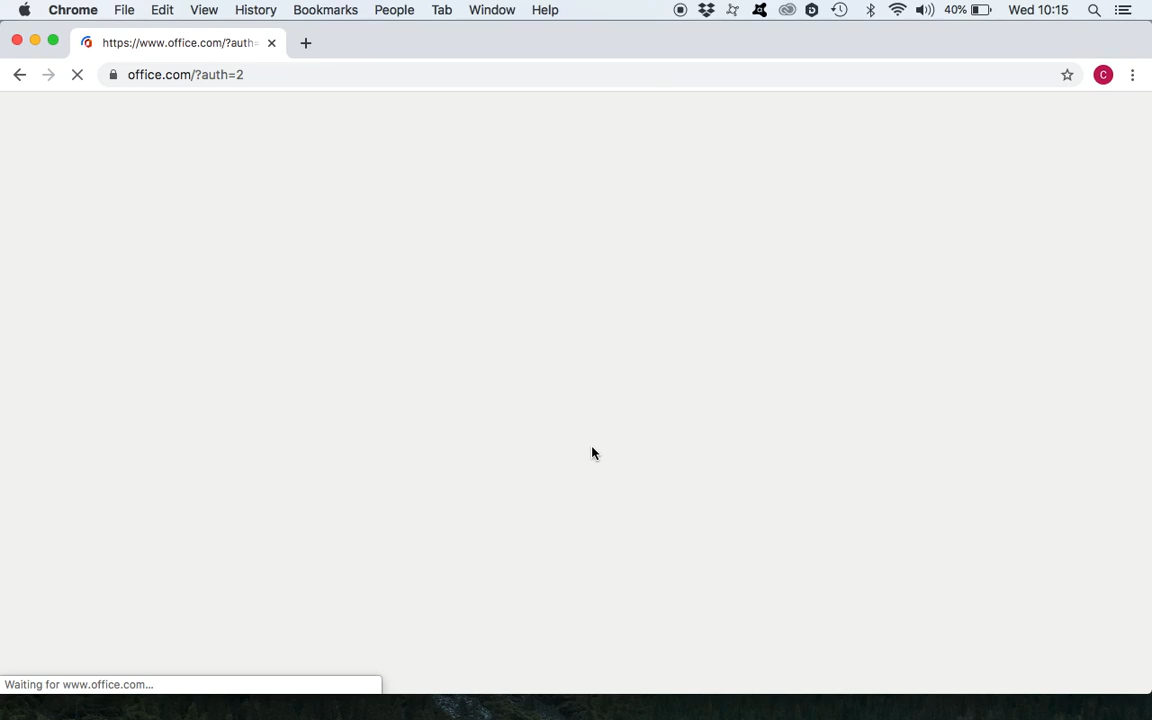 Chrome File Edit View History Bookmarks People Tab Window Help 40% Wed 10:15
https://www.office.com/?auth=
office.com/?auth=2 C
Waiting for www.office.com...